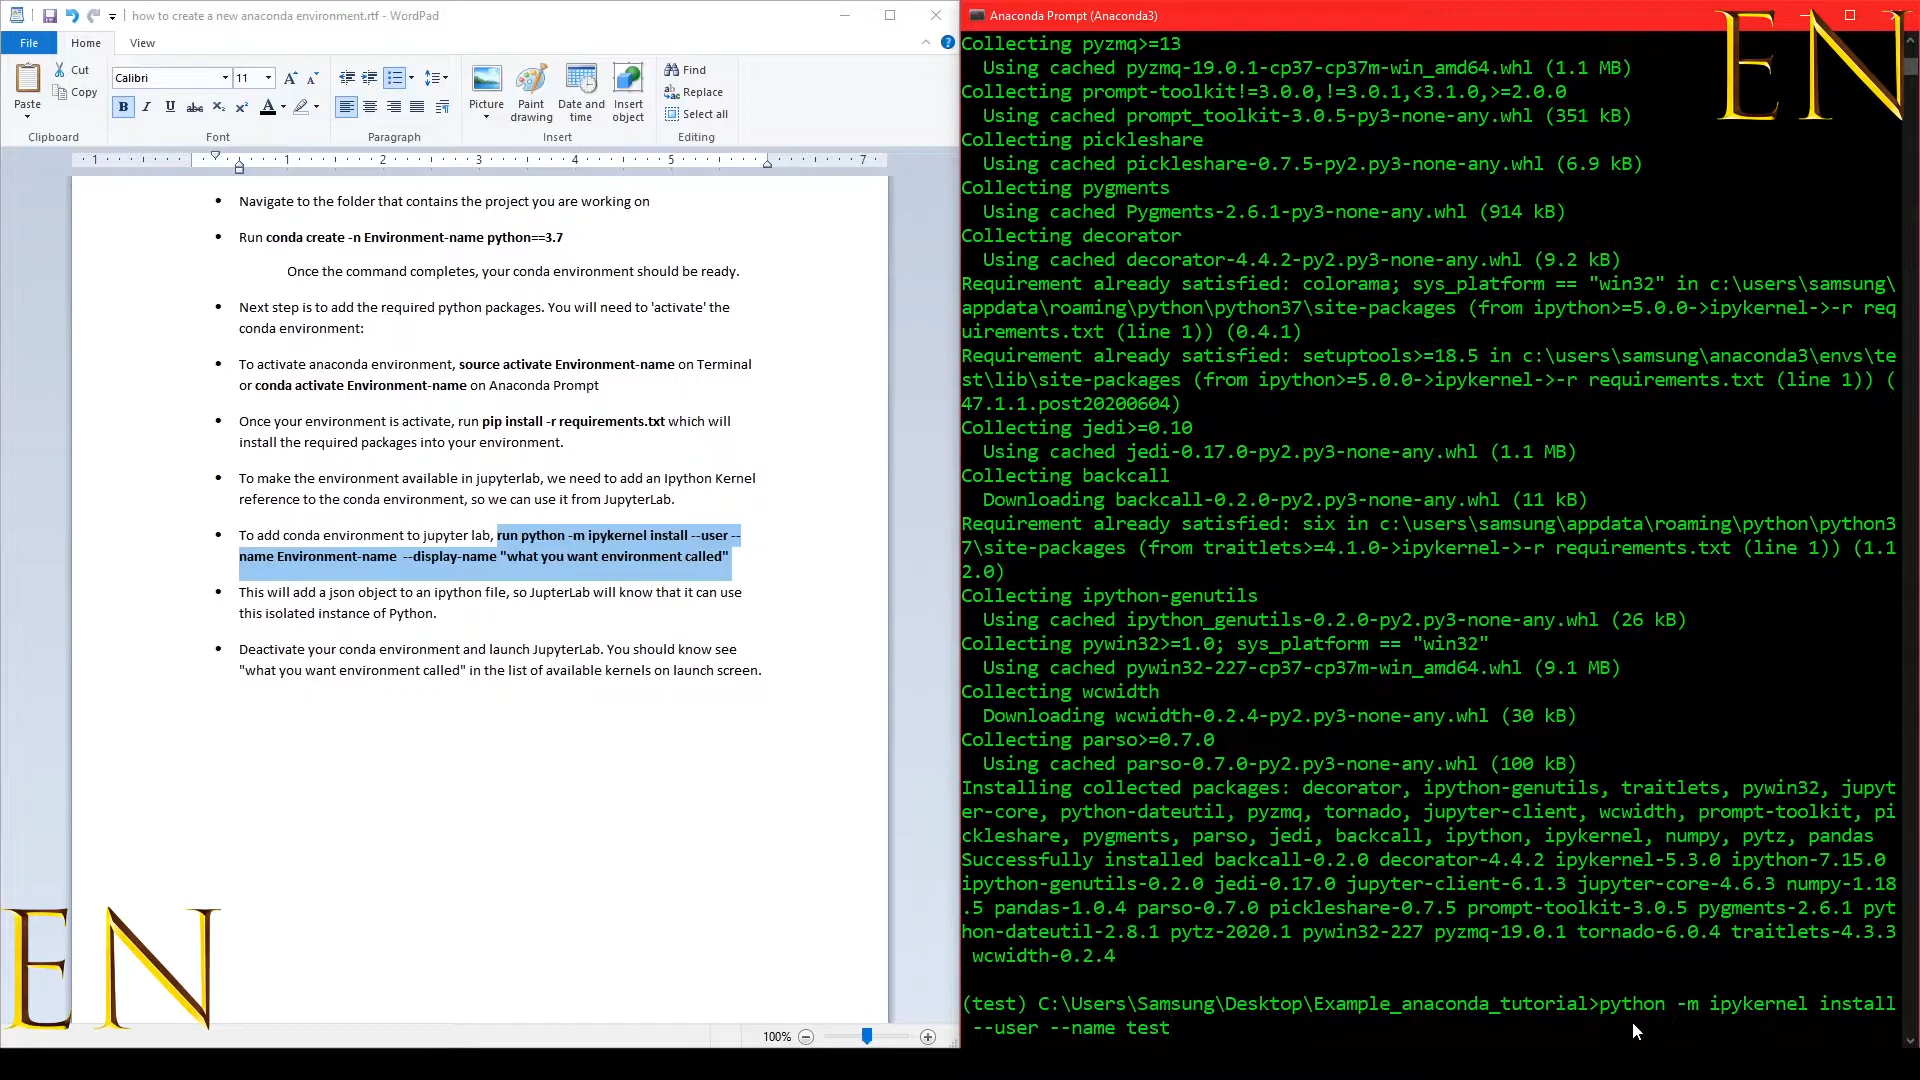 how to create a new anaconda environment.rtf - WordPad
File Home View
Paste
Cut
Copy
Clipboard
Calibri 11
B I U abc X₂ X²
Font
Paragraph
Picture
Paint drawing
Date and time
Insert object
Insert
Find
Replace
Select all
Editing
1 1 2 3 4 5 7
Navigate to the folder that contains the project you are working on
Run conda create -n Environment-name python==3.7
Once the command completes, your conda environment should be ready.
Next step is to add the required python packages. You will need to 'activate' the
conda environment:
To activate anaconda environment, source activate Environment-name on Terminal
or conda activate Environment-name on Anaconda Prompt
Once your environment is activate, run pip install -r requirements.txt which will
install the required packages into your environment.
To make the environment available in jupyterlab, we need to add an Ipython Kernel
reference to the conda environment, so we can use it from JupyterLab.
To add conda environment to jupyter lab, run python -m ipykernel install --user --
name Environment-name --display-name "what you want environment called"
This will add a json object to an ipython file, so JupterLab will know that it can use
this isolated instance of Python.
Deactivate your conda environment and launch JupyterLab. You should know see
"what you want environment called" in the list of available kernels on launch screen.
EN
100%
Anaconda Prompt (Anaconda3)
EN
Collecting pyzmq>=13
Using cached pyzmq-19.0.1-cp37-cp37m-win_amd64.whl (1.1 MB)
Collecting prompt-toolkit!=3.0.0,!=3.0.1,<3.1.0,>=2.0.0
Using cached prompt_toolkit-3.0.5-py3-none-any.whl (351 kB)
Collecting pickleshare
Using cached pickleshare-0.7.5-py2.py3-none-any.whl (6.9 kB)
Collecting pygments
Using cached Pygments-2.6.1-py3-none-any.whl (914 kB)
Collecting decorator
Using cached decorator-4.4.2-py2.py3-none-any.whl (9.2 kB)
Requirement already satisfied: colorama; sys_platform == "win32" in c:\users\samsung\
appdata\roaming\python\python37\site-packages (from ipython>=5.0.0->ipykernel->-r req
uirements.txt (line 1)) (0.4.1)
Requirement already satisfied: setuptools>=18.5 in c:\users\samsung\anaconda3\envs\te
st\lib\site-packages (from ipython>=5.0.0->ipykernel->-r requirements.txt (line 1)) (
47.1.1.post20200604)
Collecting jedi>=0.10
Using cached jedi-0.17.0-py2.py3-none-any.whl (1.1 MB)
Collecting backcall
Downloading backcall-0.2.0-py2.py3-none-any.whl (11 kB)
Requirement already satisfied: six in c:\users\samsung\appdata\roaming\python\python3
7\site-packages (from traitlets>=4.1.0->ipykernel->-r requirements.txt (line 1)) (1.1
2.0)
Collecting ipython-genutils
Using cached ipython_genutils-0.2.0-py2.py3-none-any.whl (26 kB)
Collecting pywin32>=1.0; sys_platform == "win32"
Using cached pywin32-227-cp37-cp37m-win_amd64.whl (9.1 MB)
Collecting wcwidth
Downloading wcwidth-0.2.4-py2.py3-none-any.whl (30 kB)
Collecting parso>=0.7.0
Using cached parso-0.7.0-py2.py3-none-any.whl (100 kB)
Installing collected packages: decorator, ipython-genutils, traitlets, pywin32, jupyt
er-core, python-dateutil, pyzmq, tornado, jupyter-client, wcwidth, prompt-toolkit, pi
ckleshare, pygments, parso, jedi, backcall, ipython, ipykernel, numpy, pytz, pandas
Successfully installed backcall-0.2.0 decorator-4.4.2 ipykernel-5.3.0 ipython-7.15.0
ipython-genutils-0.2.0 jedi-0.17.0 jupyter-client-6.1.3 jupyter-core-4.6.3 numpy-1.18
.5 pandas-1.0.4 parso-0.7.0 pickleshare-0.7.5 prompt-toolkit-3.0.5 pygments-2.6.1 pyt
hon-dateutil-2.8.1 pytz-2020.1 pywin32-227 pyzmq-19.0.1 tornado-6.0.4 traitlets-4.3.3
wcwidth-0.2.4
(test) C:\Users\Samsung\Desktop\Example_anaconda_tutorial>python -m ipykernel install
--user --name test